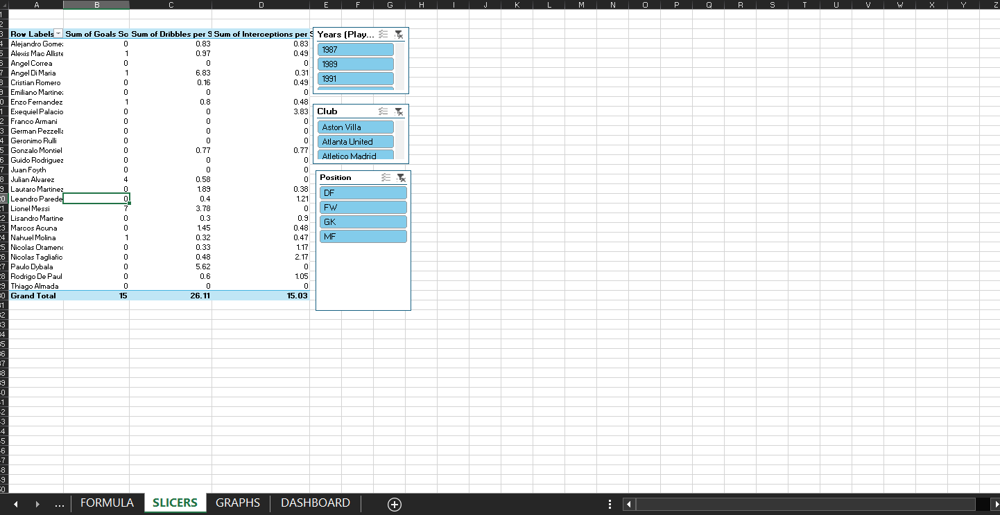 A B C D E F G H I J K L M N O P Q R S T U V W X Y Z
Row Labels Sum of Goals Sc Sum of Dribbles per S Sum of Interceptions per S
Alejandro Gomez 0 0.83 0.83
Alexis Mac Alliste 1 0.97 0.49
Angel Correa 0 0 0
Angel Di Maria 1 6.83 0.31
Cristian Romero 0 0.16 0.49
Emiliano Martinez 0 0 0
Enzo Fernandez 1 0.8 0.48
Exequiel Palacio 0 0 3.83
Franco Armani 0 0 0
German Pezzella 0 0 0
Geronimo Rulli 0 0 0
Gonzalo Montiel 0 0.77 0.77
Guido Rodriguez 0 0 0
Juan Foyth 0 0 0
Julian Alvarez 4 0.58 0
Lautaro Martinez 0 1.89 0.38
Leandro Parede 0 0.4 1.21
Lionel Messi 7 3.78 0
Lisandro Martine 0 0.3 0.9
Marcos Acuna 0 1.45 0.48
Nahuel Molina 1 0.32 0.47
Nicolas Otamend 0 0.33 1.17
Nicolas Tagliafic 0 0.48 2.17
Paulo Dybala 0 5.62 0
Rodrigo De Paul 0 0.6 1.05
Thiago Almada 0 0 0
Grand Total 15 26.11 15.03
Years (Play...
1987
1989
1991
Club
Aston Villa
Atlanta United
Atletico Madrid
Position
DF
FW
GK
MF
... FORMULA SLICERS GRAPHS DASHBOARD